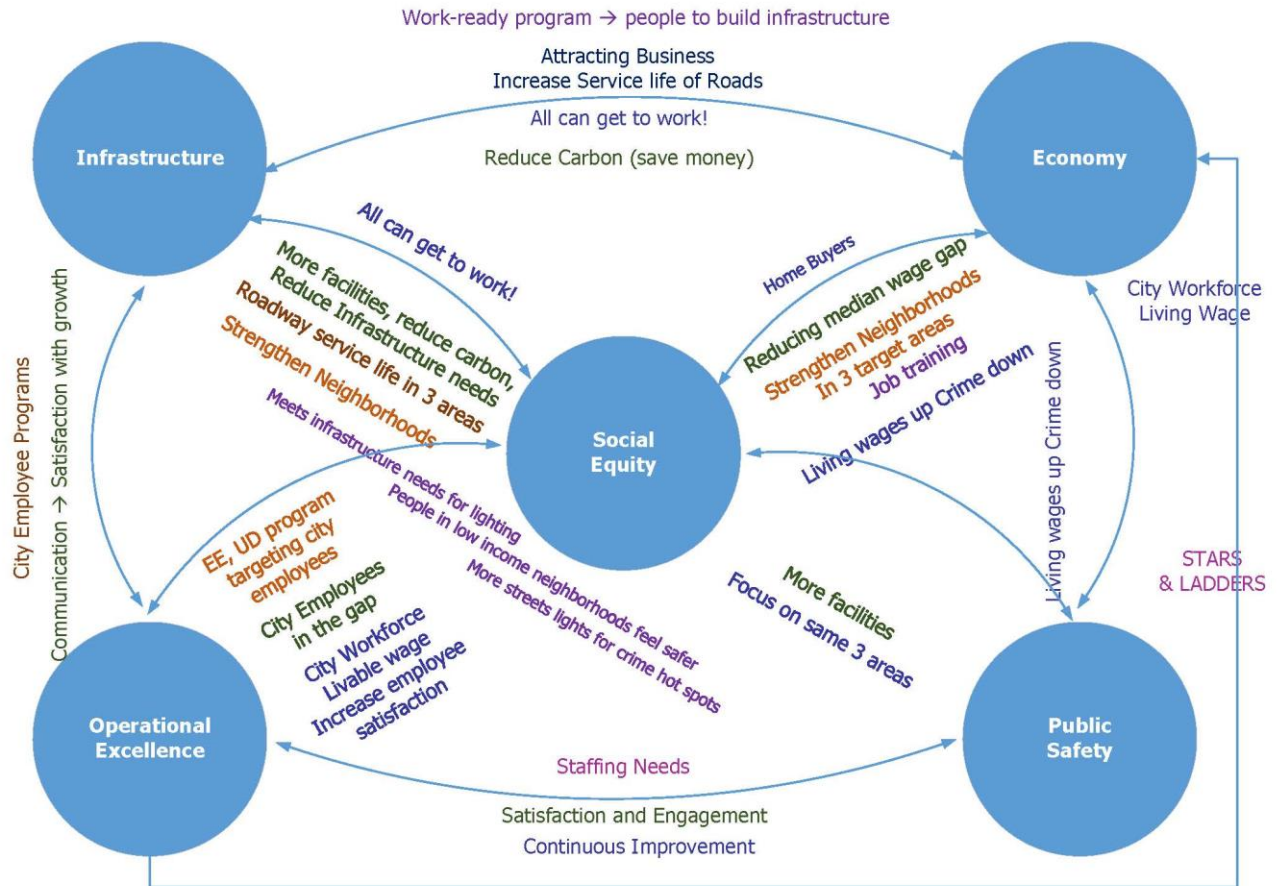 Work-ready program → people to build infrastructure
Attracting Business
Increase Service life of Roads
All can get to work!
Reduce Carbon (save money)
Infrastructure
Economy
All can get to work!
More facilities, reduce carbon,
Reduce Infrastructure needs
Roadway service life in 3 areas
Strengthen Neighborhoods
Home Buyers
Reducing median wage gap
Strengthen Neighborhoods
In 3 target areas
Job training
Living wages up Crime down
City Workforce
Living Wage
Living wages up Crime down
STARS
& LADDERS
City Employee Programs
Communication → Satisfaction with growth
Social
Equity
Meets infrastructure needs for lighting
People in low income neighborhoods feel safer
More streets lights for crime hot spots
EE, UD program
targeting city
employees
City Employees
in the gap
City Workforce
Livable wage
Increase employee
satisfaction
More facilities
Focus on same 3 areas
Operational
Excellence
Public
Safety
Staffing Needs
Satisfaction and Engagement
Continuous Improvement